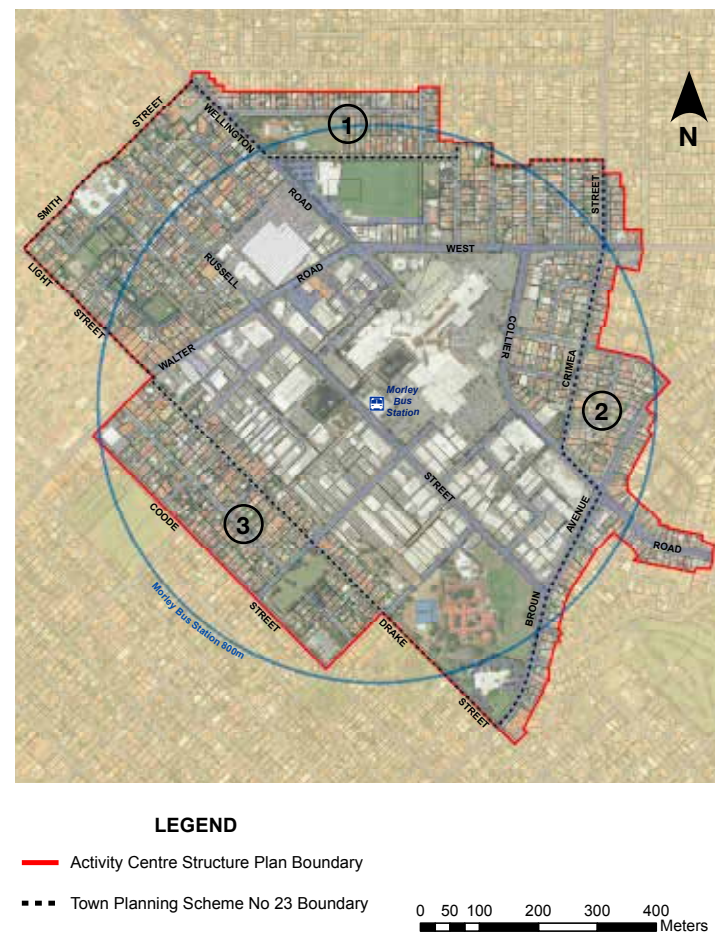 STREET
WELLINGTON
1
N
SMITH
ROAD
STREET
WEST
LIGHT
RUSSELL
ROAD
STREET
WALTER
COLLIER
CRIMEA
Morley
Bus
Station
2
STREET
3
COODE
AVENUE
ROAD
Morley Bus Station 800m
STREET
DRAKE
BROUN
STREET
LEGEND
Activity Centre Structure Plan Boundary
Town Planning Scheme No 23 Boundary
0 50 100 200 300 400
Meters